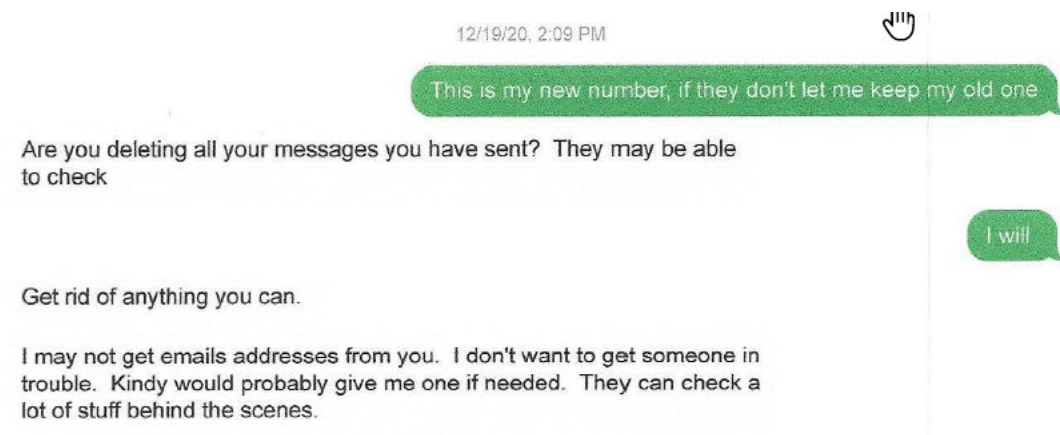 12/19/20, 2:09 PM
This is my new number, if they don't let me keep my old one
Are you deleting all your messages you have sent? They may be able
to check
I will
Get rid of anything you can.
I may not get emails addresses from you. I don't want to get someone in
trouble. Kindy would probably give me one if needed. They can check a
lot of stuff behind the scenes.